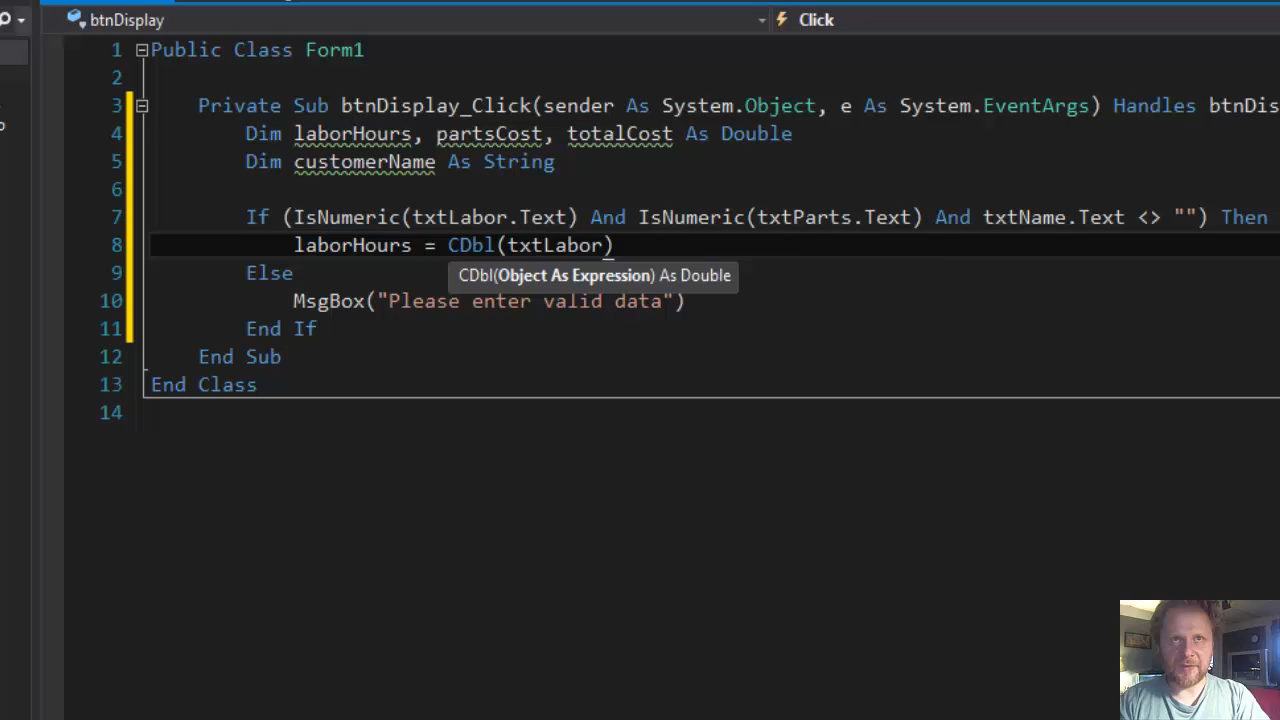 btnDisplay Click
1 Public Class Form1
2
3 Private Sub btnDisplay_Click(sender As System.Object, e As System.EventArgs) Handles btnDis
4 Dim laborHours, partsCost, totalCost As Double
5 Dim customerName As String
6
7 If (IsNumeric(txtLabor.Text) And IsNumeric(txtParts.Text) And txtName.Text <> "") Then
8 laborHours = CDbl(txtLabor)
9 Else
CDbl(Object As Expression) As Double
10 MsgBox("Please enter valid data")
11 End If
12 End Sub
13 End Class
14